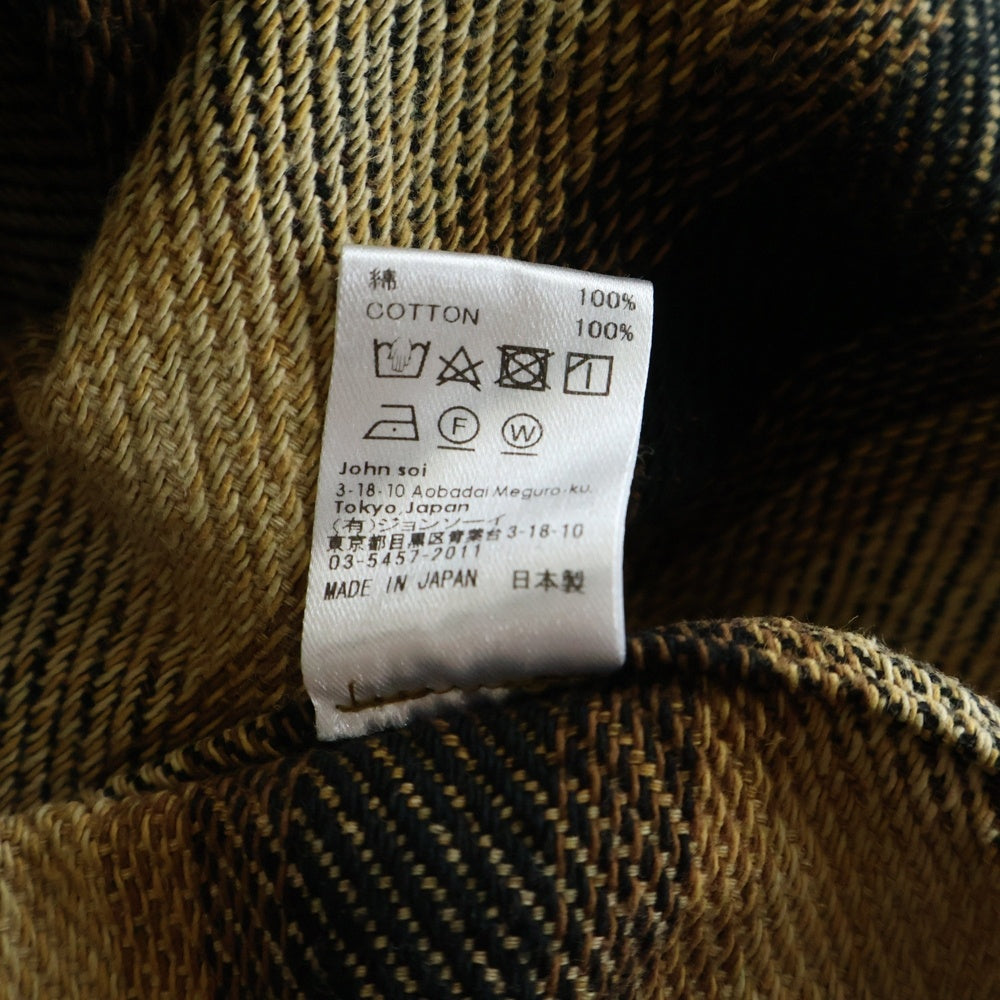 綿 100%
COTTON 100%
F W
John soi
3-18-10 Aobadai Meguro-ku.
Tokyo,Japan
(有)ジョンソーイ
東京都目黒区青葉台3-18-10
03-5457-2011
MADE IN JAPAN 日本製